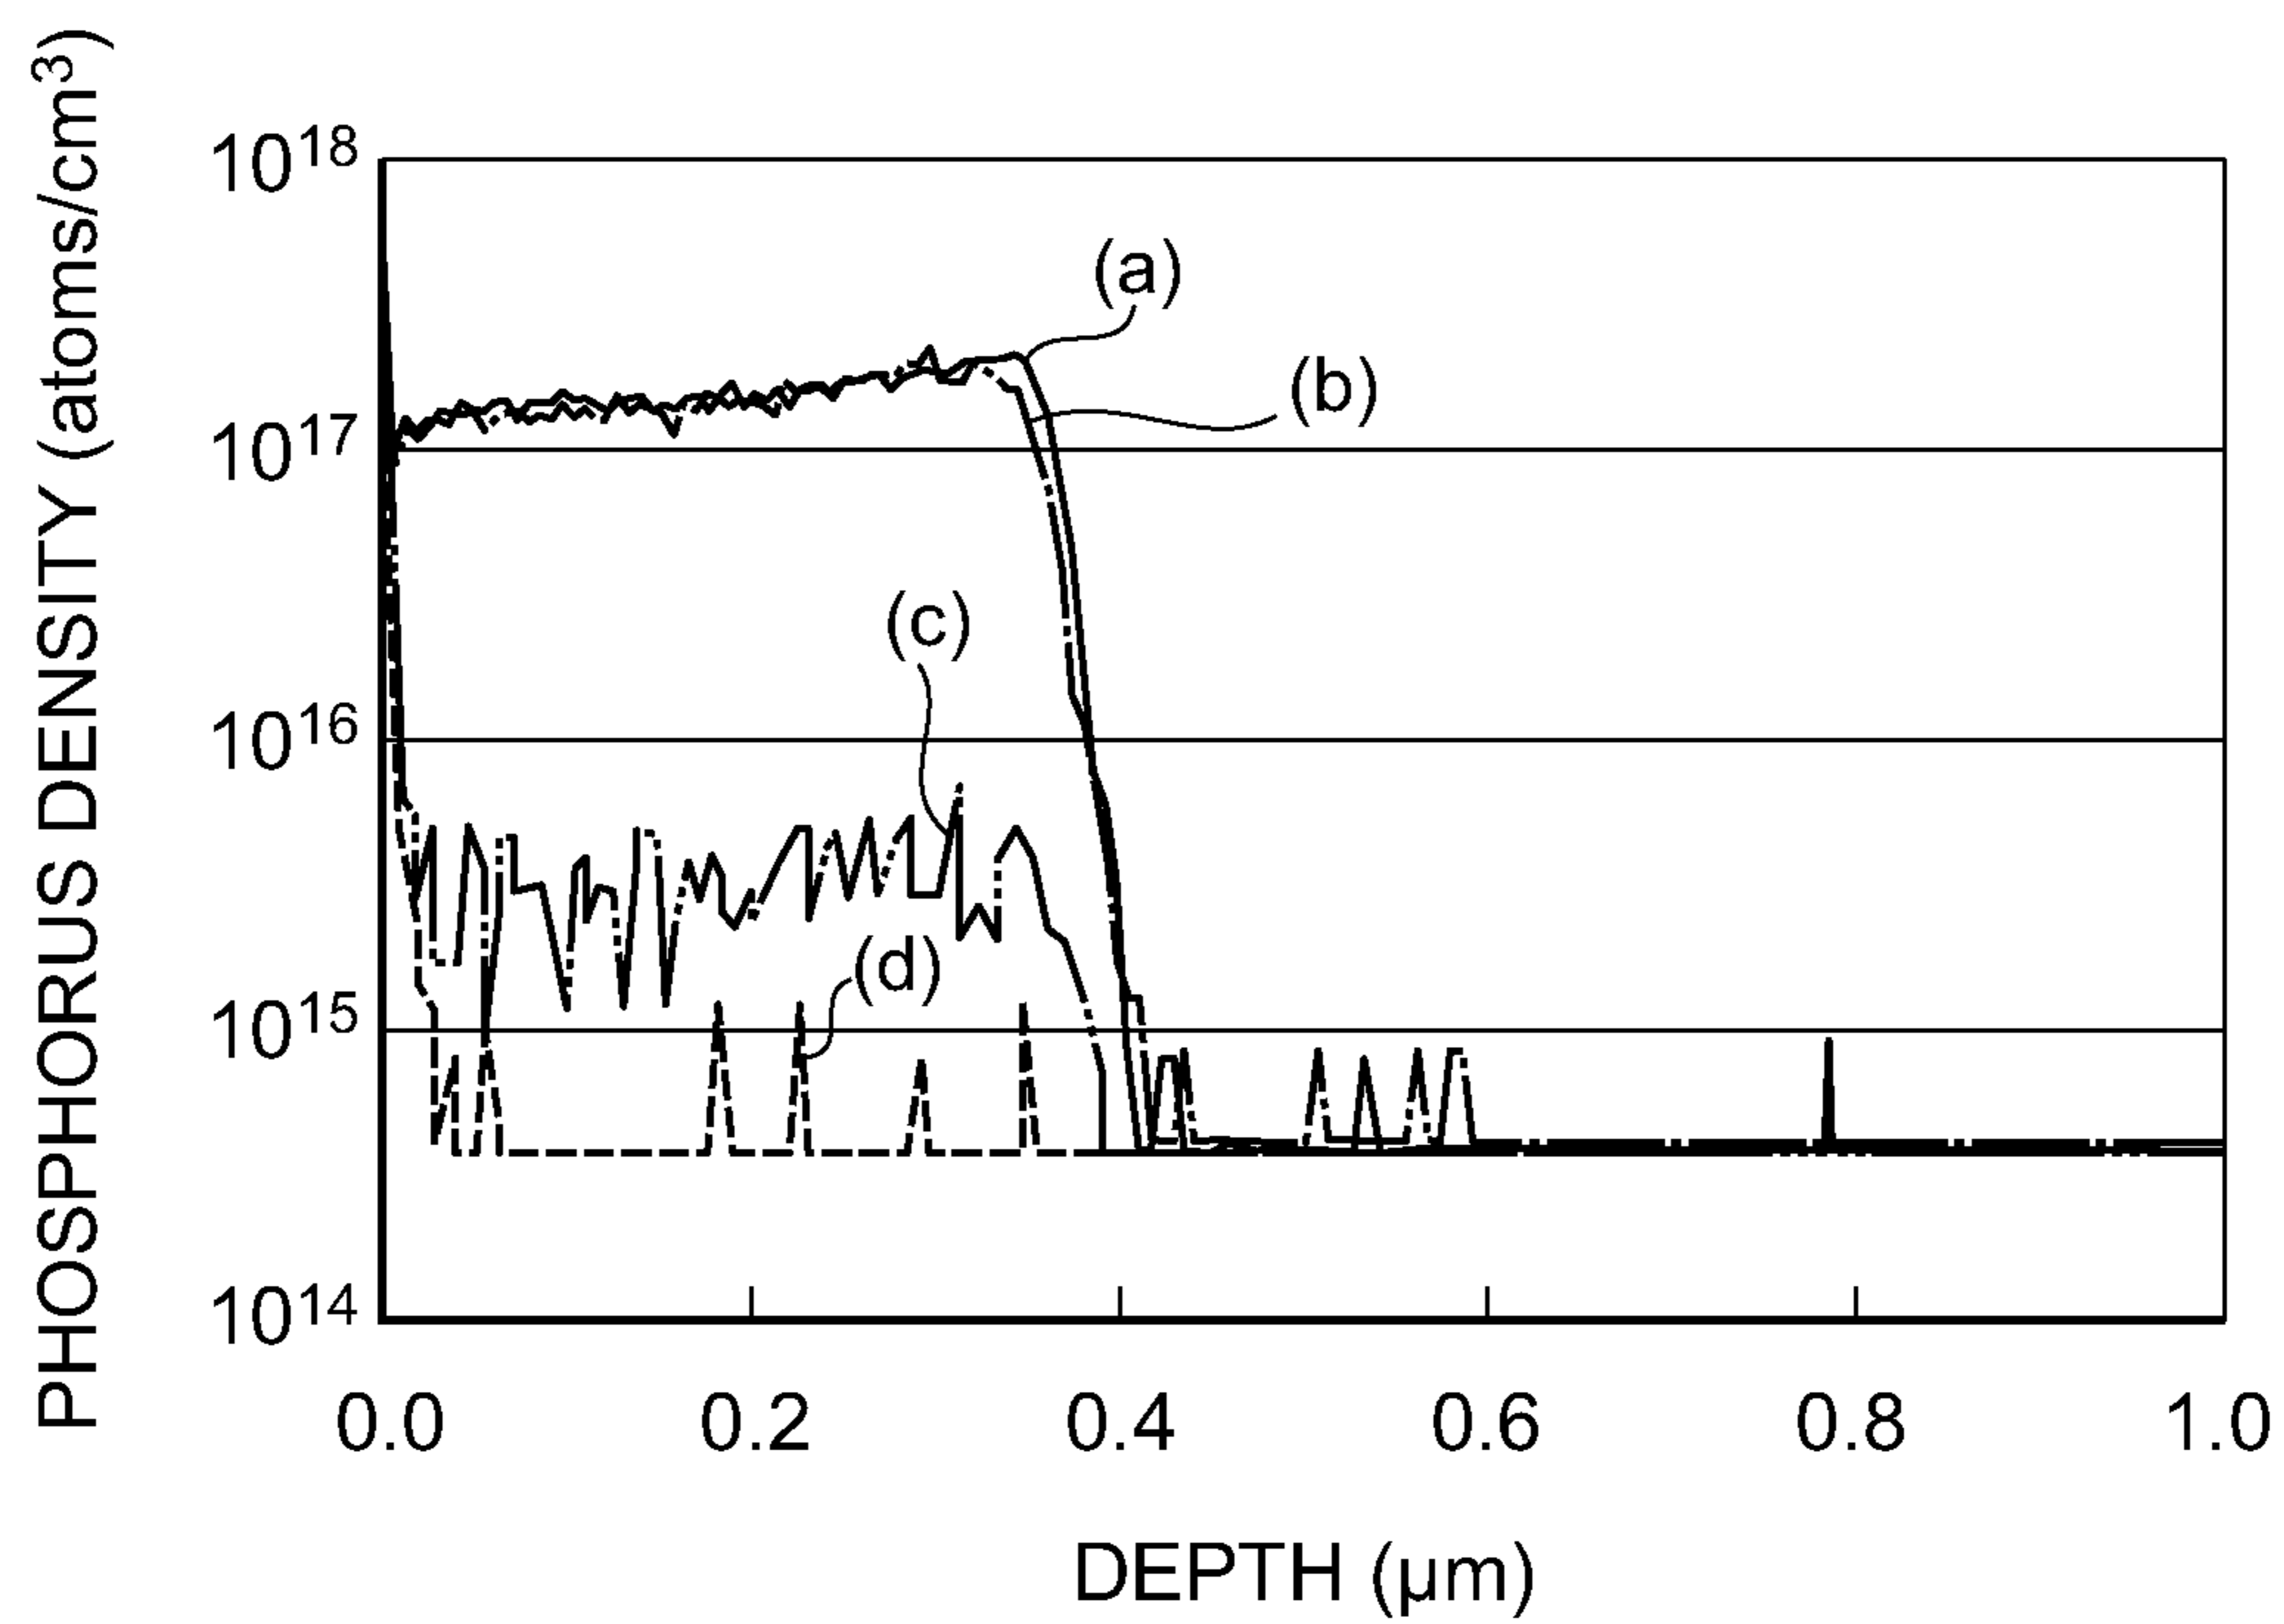 PHOSPHORUS DENSITY (atoms/cm³)
10¹⁸
10¹⁷
10¹⁶
10¹⁵
10¹⁴
(a)
(b)
(c)
(d)
0.0 0.2 0.4 0.6 0.8 1.0
DEPTH (μm)